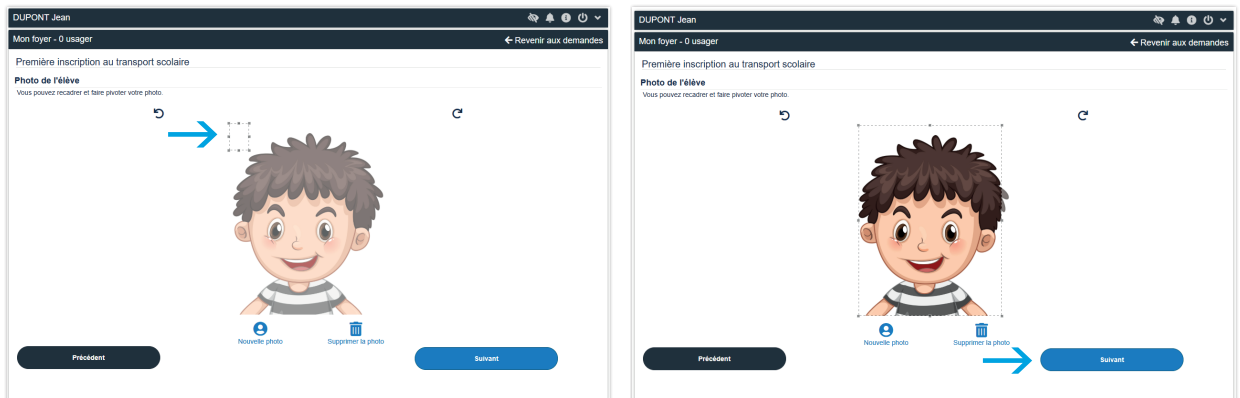 DUPONT Jean
Mon foyer - 0 usager
Revenir aux demandes
Première inscription au transport scolaire
Photo de l'élève
Vous pouvez recadrer et faire pivoter votre photo.
Nouvelle photo
Supprimer la photo
Précédent
Suivant
DUPONT Jean
Mon foyer - 0 usager
Revenir aux demandes
Première inscription au transport scolaire
Photo de l'élève
Vous pouvez recadrer et faire pivoter votre photo.
Nouvelle photo
Supprimer la photo
Précédent
Suivant